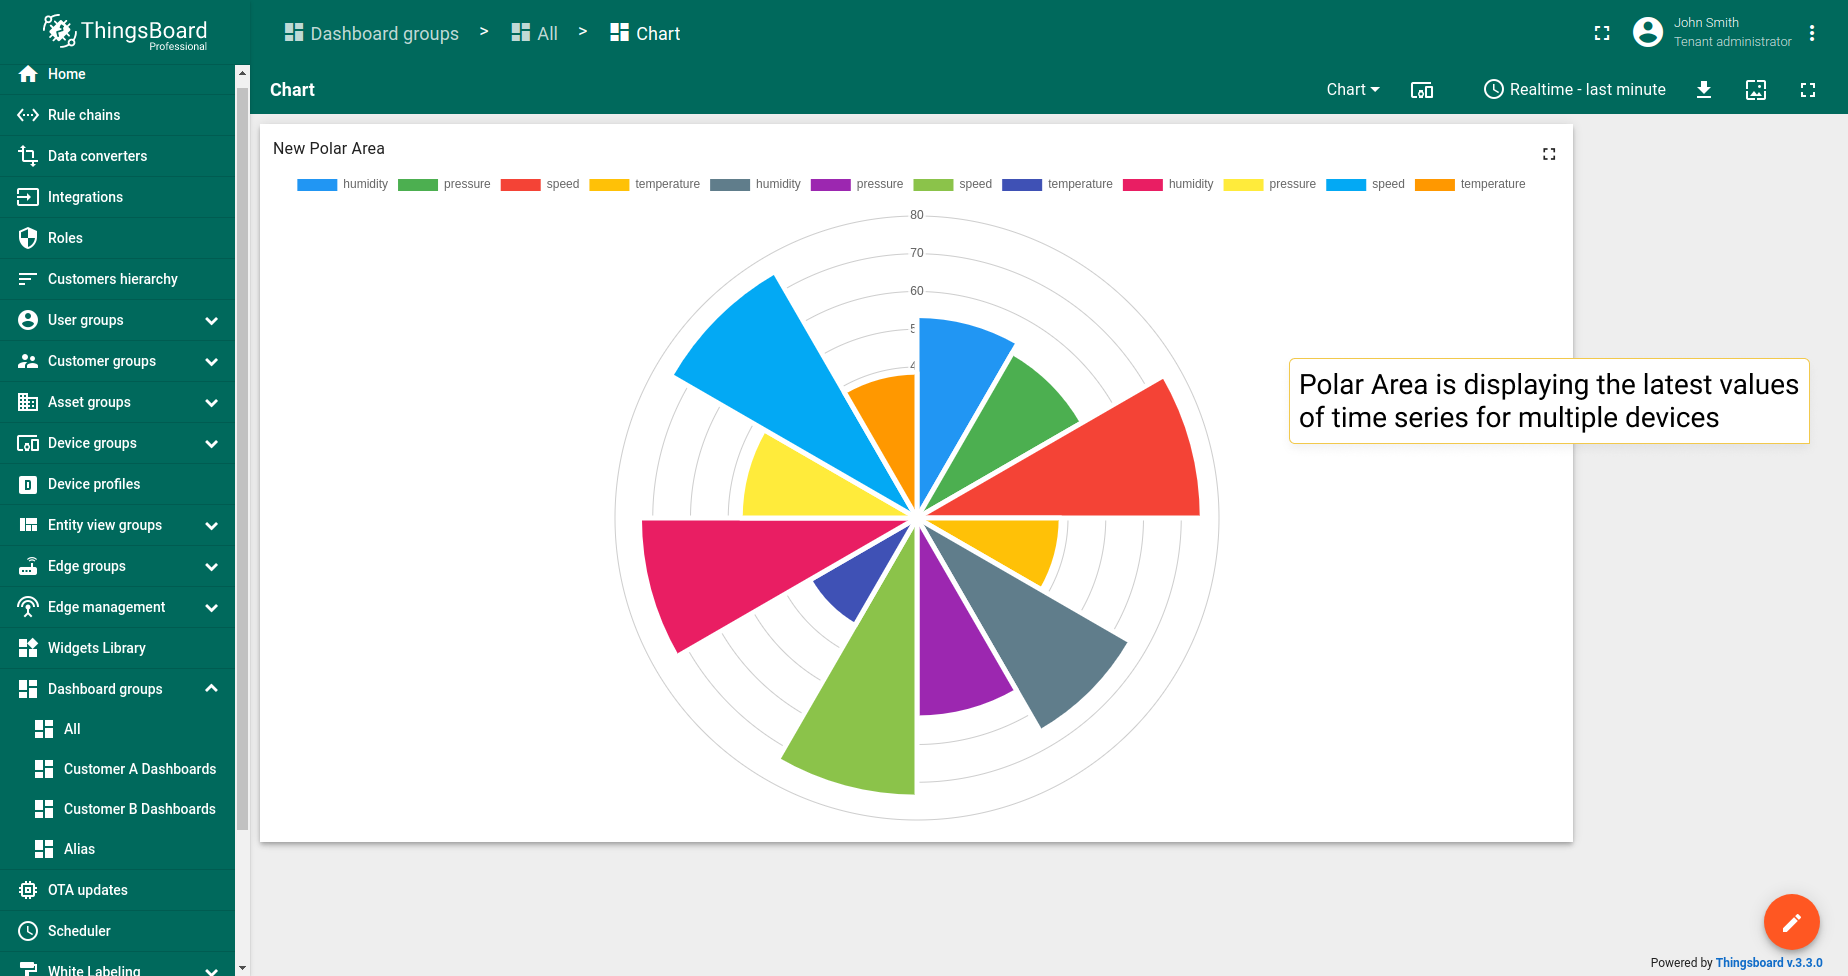 ThingsBoard
Professional
Dashboard groups > All > Chart
John Smith
Tenant administrator
Chart
Chart
Realtime - last minute
Home
Rule chains
Data converters
Integrations
Roles
Customers hierarchy
User groups
Customer groups
Asset groups
Device groups
Device profiles
Entity view groups
Edge groups
Edge management
Widgets Library
Dashboard groups
All
Customer A Dashboards
Customer B Dashboards
Alias
OTA updates
Scheduler
White Labeling
New Polar Area
humidity pressure speed temperature humidity pressure speed temperature humidity pressure speed temperature
80
70
60
Polar Area is displaying the latest values
of time series for multiple devices
Powered by Thingsboard v.3.3.0